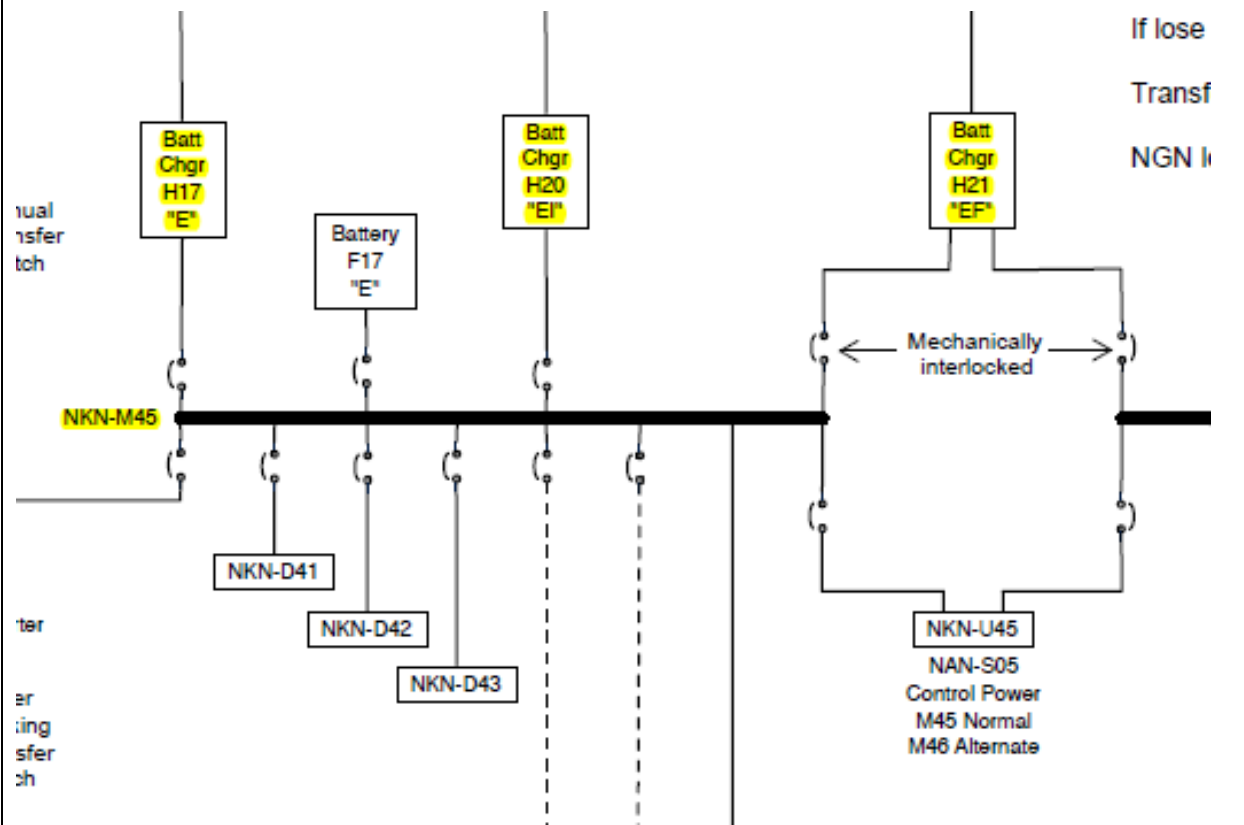 If lose
Transf
NGN
Batt
Chgr
H17
"E"
Batt
Chgr
H20
"EI"
Batt
Chgr
H21
"EF"
Battery
F17
"E"
nual
nsfer
tch
Mechanically
interlocked
NKN-M45
NKN-D41
NKN-D42
NKN-D43
NKN-U45
NAN-S05
Control Power
M45 Normal
M46 Alternate
ter
er
king
sfer
ch